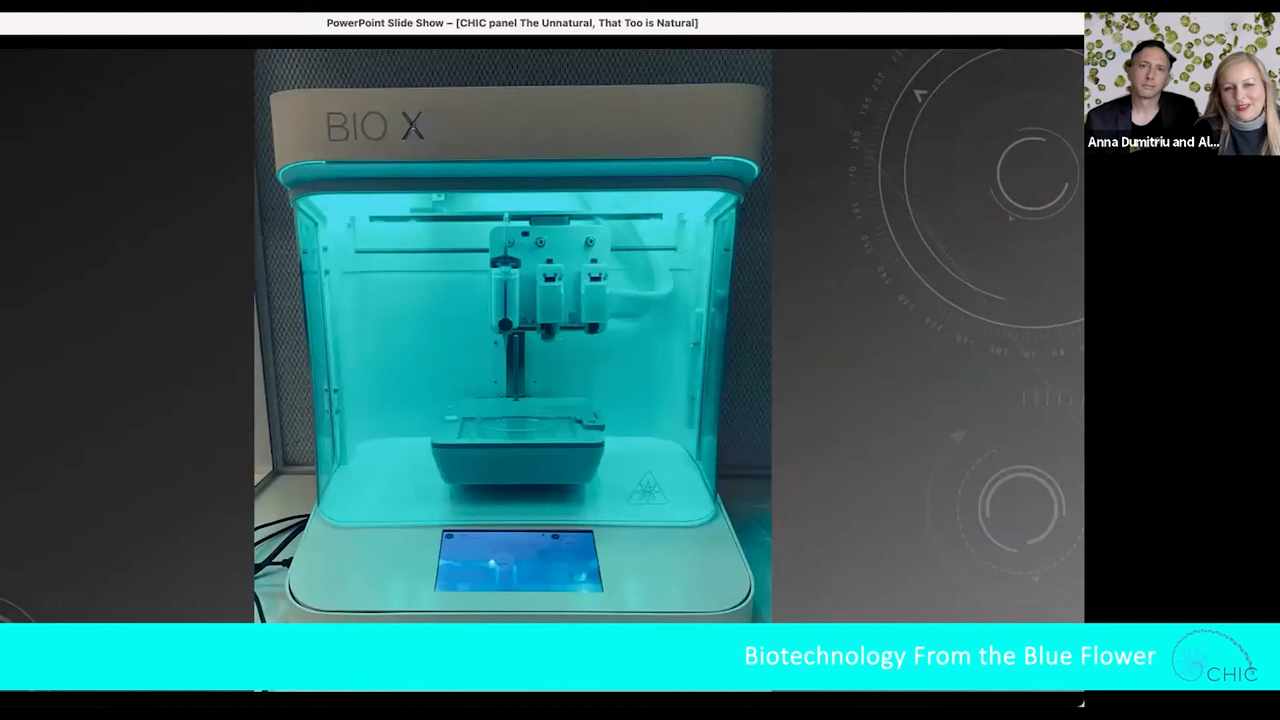 PowerPoint Slide Show – [CHIC panel The Unnatural, That Too is Natural]
BIO X
Anna Dumitriu and Al...
Biotechnology From the Blue Flower
CHIC